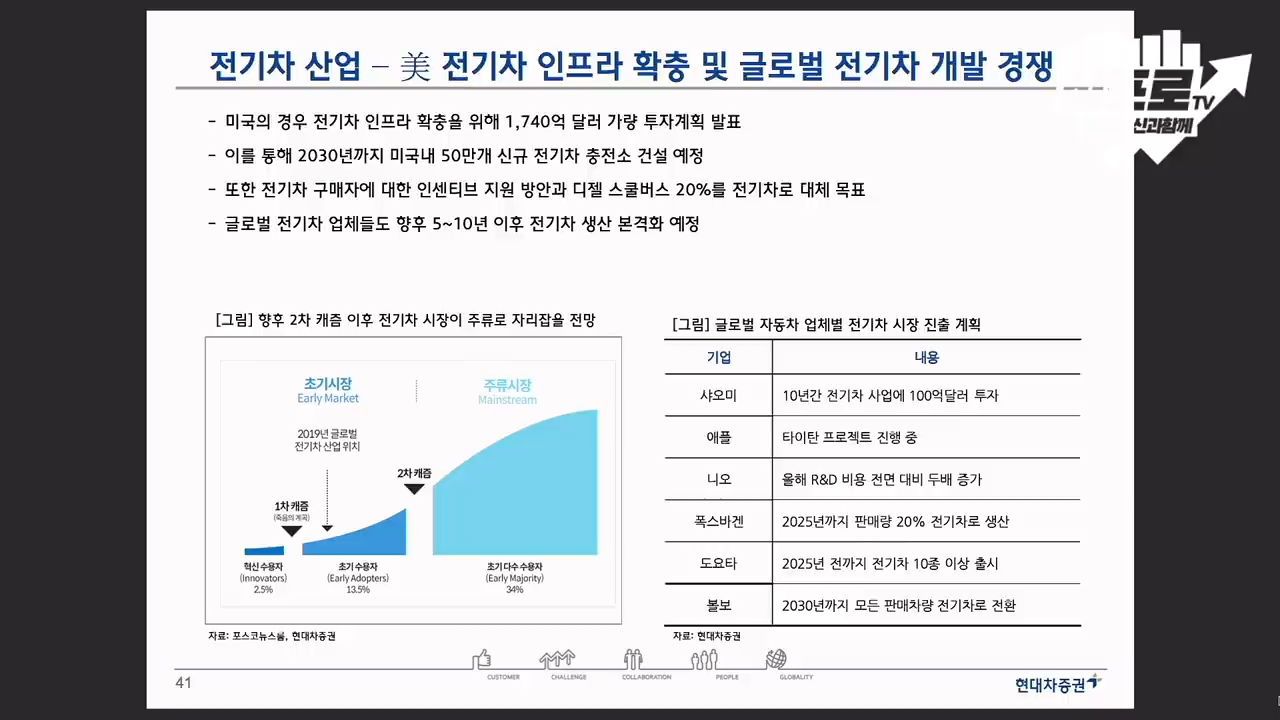 전기차 산업 – 美 전기차 인프라 확충 및 글로벌 전기차 개발 경쟁
프로TV
신과함께
- 미국의 경우 전기차 인프라 확충을 위해 1,740억 달러 가량 투자계획 발표
- 이를 통해 2030년까지 미국내 50만개 신규 전기차 충전소 건설 예정
- 또한 전기차 구매자에 대한 인센티브 지원 방안과 디젤 스쿨버스 20%를 전기차로 대체 목표
- 글로벌 전기차 업체들도 향후 5~10년 이후 전기차 생산 본격화 예정
[그림] 향후 2차 캐즘 이후 전기차 시장이 주류로 자리잡을 전망
초기시장
Early Market
주류시장
Mainstream
2019년 글로벌
전기차 산업 위치
2차 캐즘
1차 캐즘
(죽음의 계곡)
혁신 수용자
(Innovators)
2.5%
초기 수용자
(Early Adopters)
13.5%
초기 다수 수용자
(Early Majority)
34%
자료: 포스코뉴스룸, 현대차증권
[그림] 글로벌 자동차 업체별 전기차 시장 진출 계획
기업 내용
샤오미 10년간 전기차 사업에 100억달러 투자
애플 타이탄 프로젝트 진행 중
니오 올해 R&D 비용 전면 대비 두배 증가
폭스바겐 2025년까지 판매량 20% 전기차로 생산
도요타 2025년 전까지 전기차 10종 이상 출시
볼보 2030년까지 모든 판매차량 전기차로 전환
자료: 현대차증권
CUSTOMER CHALLENGE COLLABORATION PEOPLE GLOBALITY
41
현대차증권